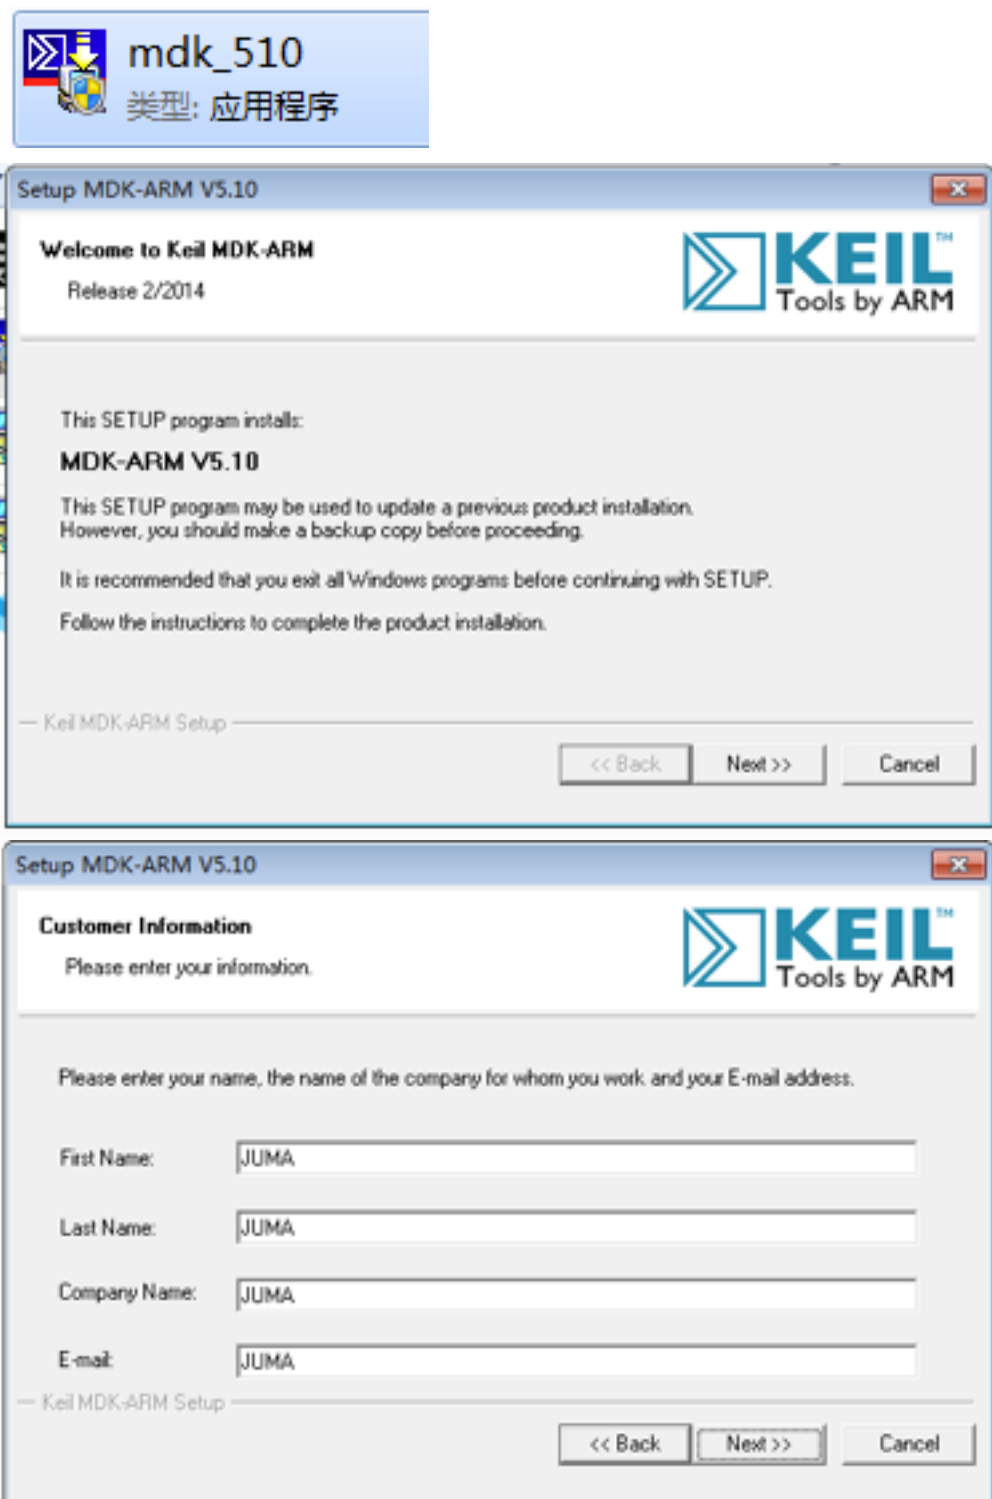 mdk_510
类型: 应用程序
Setup MDK-ARM V5.10
Welcome to Keil MDK-ARM
Release 2/2014
KEIL™
Tools by ARM
This SETUP program installs:
MDK-ARM V5.10
This SETUP program may be used to update a previous product installation.
However, you should make a backup copy before proceeding.
It is recommended that you exit all Windows programs before continuing with SETUP.
Follow the instructions to complete the product installation.
Keil MDK-ARM Setup
<< Back Next >> Cancel
Setup MDK-ARM V5.10
Customer Information
Please enter your information.
KEIL™
Tools by ARM
Please enter your name, the name of the company for whom you work and your E-mail address.
First Name: JUMA
Last Name: JUMA
Company Name: JUMA
E-mail: JUMA
Keil MDK-ARM Setup
<< Back Next >> Cancel